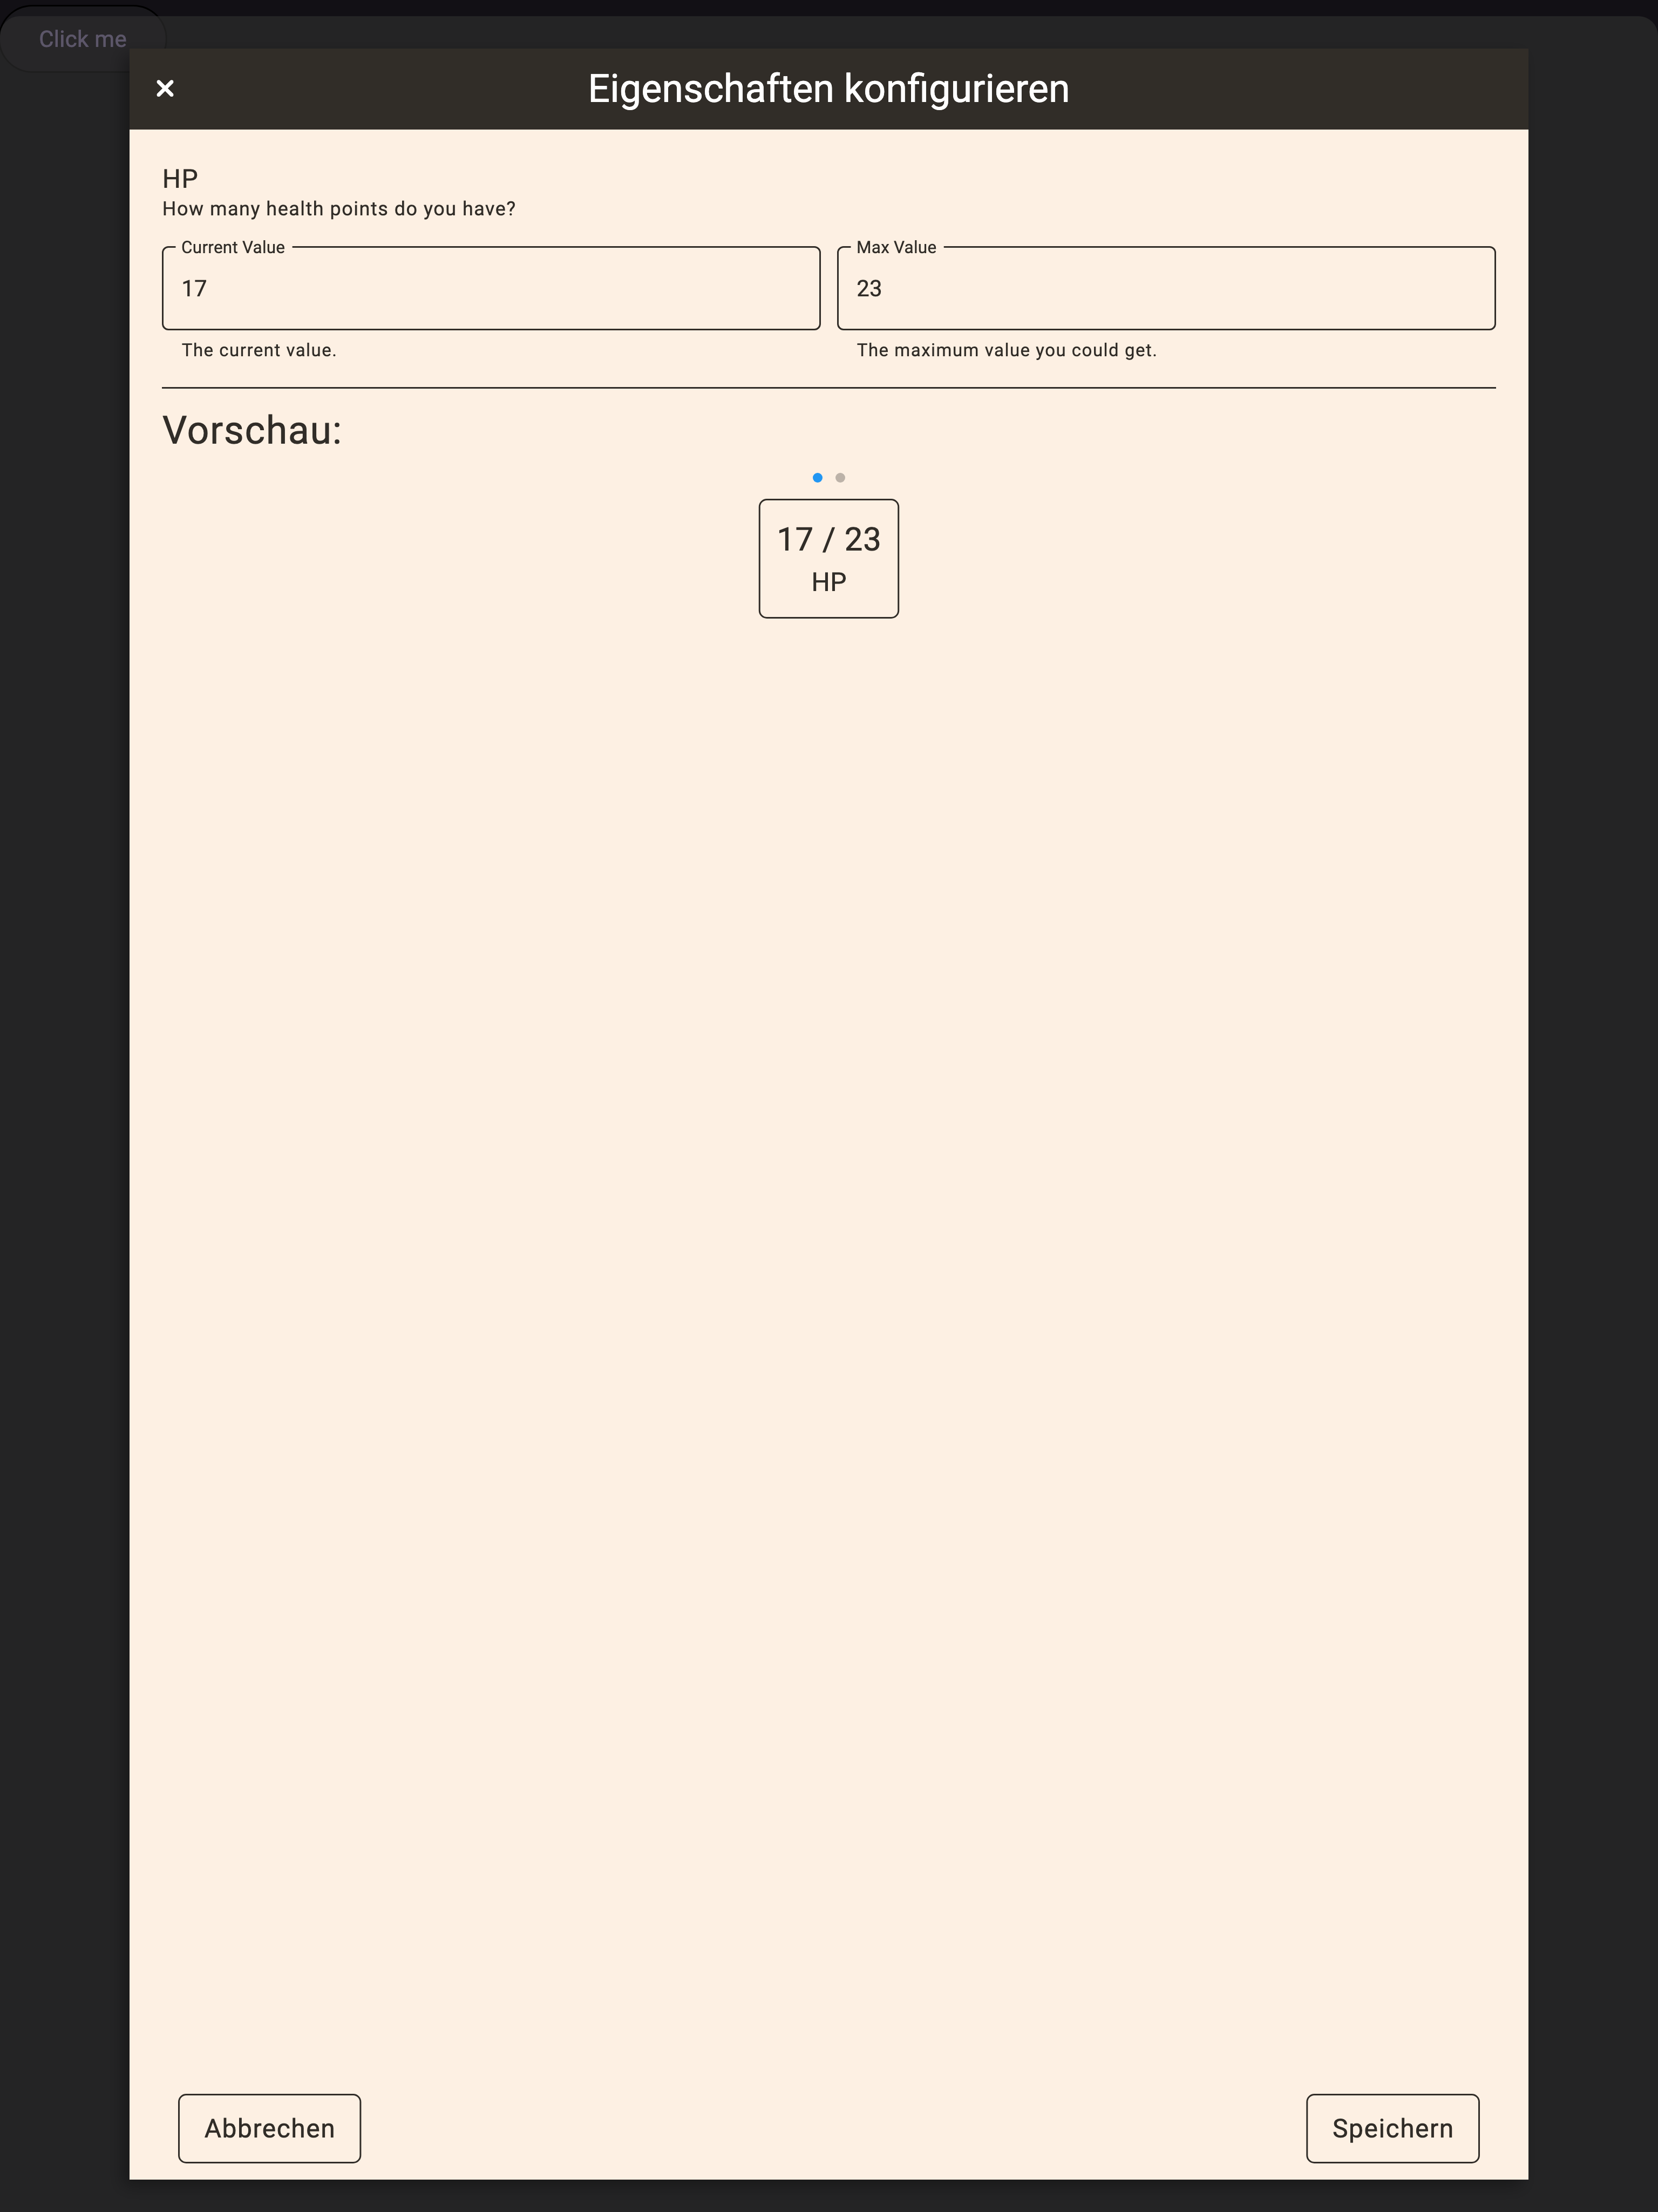 Click me
Eigenschaften konfigurieren
HP
How many health points do you have?
Current Value
17
The current value.
Max Value
23
The maximum value you could get.
Vorschau:
17 / 23
HP
Abbrechen
Speichern